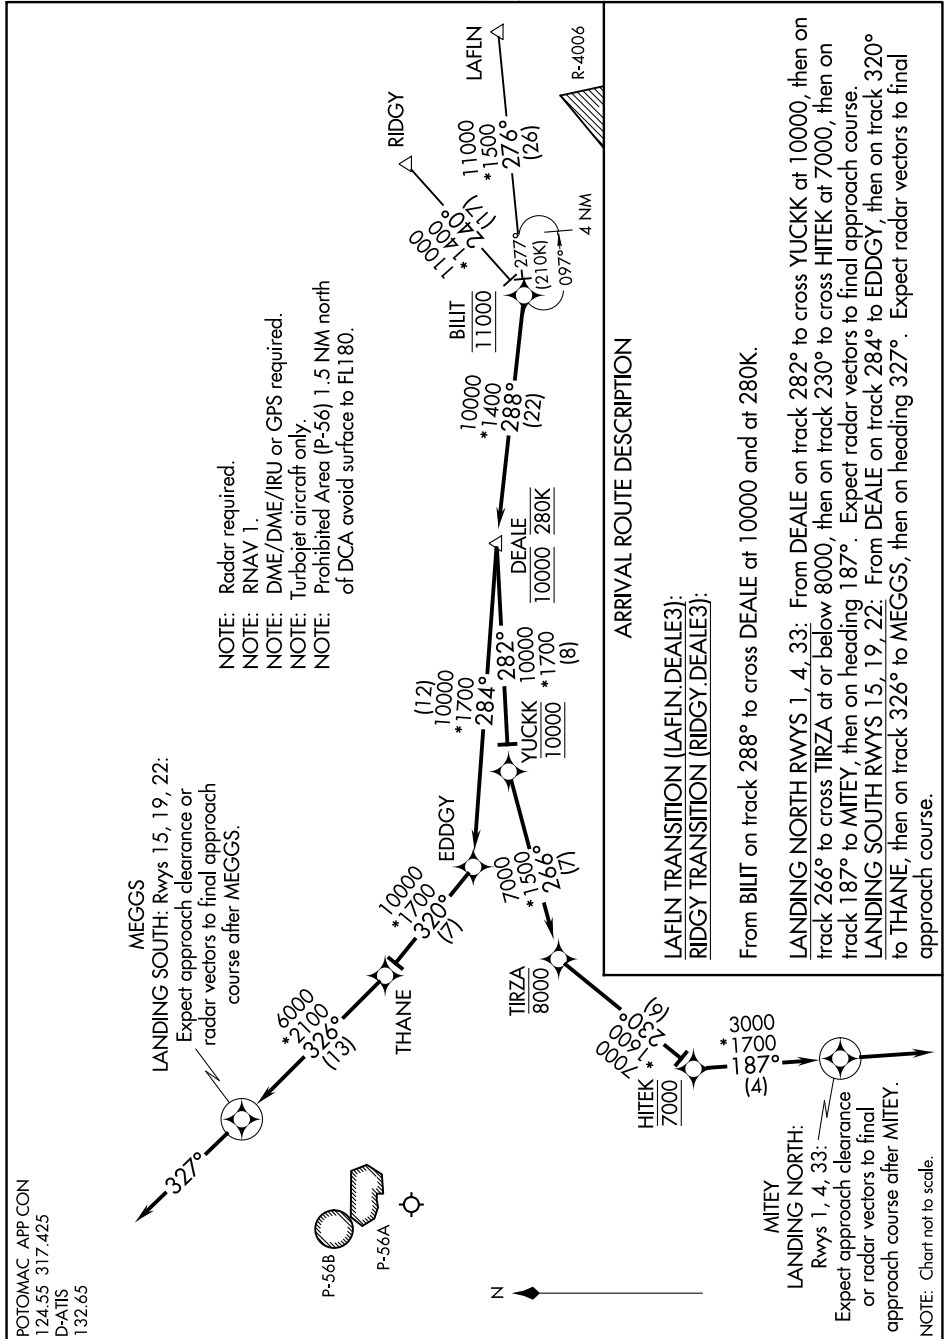 POTOMAC APP CON
124.55 317.425
D-ATIS
132.65
MEGGS
LANDING SOUTH: Rwys 15, 19, 22:
Expect approach clearance or
radar vectors to final approach
course after MEGGS.
NOTE: Radar required.
NOTE: RNAV 1.
NOTE: DME/DME/IRU or GPS required.
NOTE: Turbojet aircraft only.
NOTE: Prohibited Area (P-56) 1.5 NM north
of DCA avoid surface to FL180.
327°
6000
*2100
326°
(13)
THANE
10000
*1700
320°
(7)
EDDGY
(12)
10000
*1700
284°
DEALE
10000 280K
10000
*1400
288°
(22)
BILIT
11000
11000
*1400
240°
(17)
RIDGY
LAFLN
11000
*1500
276°
(26)
277°
(210K)
097°
4 NM
R-4006
282°
10000
*1700
(8)
YUCKK
10000
7000
*1500
266°
(7)
TIRZA
8000
7000
*1600
230°
(9)
HITEK
7000
3000
*1700
187°
(4)
P-56B
P-56A
N
MITEY
LANDING NORTH:
Rwys 1, 4, 33:
Expect approach clearance
or radar vectors to final
approach course after MITEY.
NOTE: Chart not to scale.
ARRIVAL ROUTE DESCRIPTION
LAFLN TRANSITION (LAFLN.DEALE3):
RIDGY TRANSITION (RIDGY.DEALE3):
From BILIT on track 288° to cross DEALE at 10000 and at 280K.
LANDING NORTH RWYS 1, 4, 33: From DEALE on track 282° to cross YUCKK at 10000, then on
track 266° to cross TIRZA at or below 8000, then on track 230° to cross HITEK at 7000, then on
track 187° to MITEY, then on heading 187°. Expect radar vectors to final approach course.
LANDING SOUTH RWYS 15, 19, 22: From DEALE on track 284° to EDDGY, then on track 320°
to THANE, then on track 326° to MEGGS, then on heading 327°. Expect radar vectors to final
approach course.